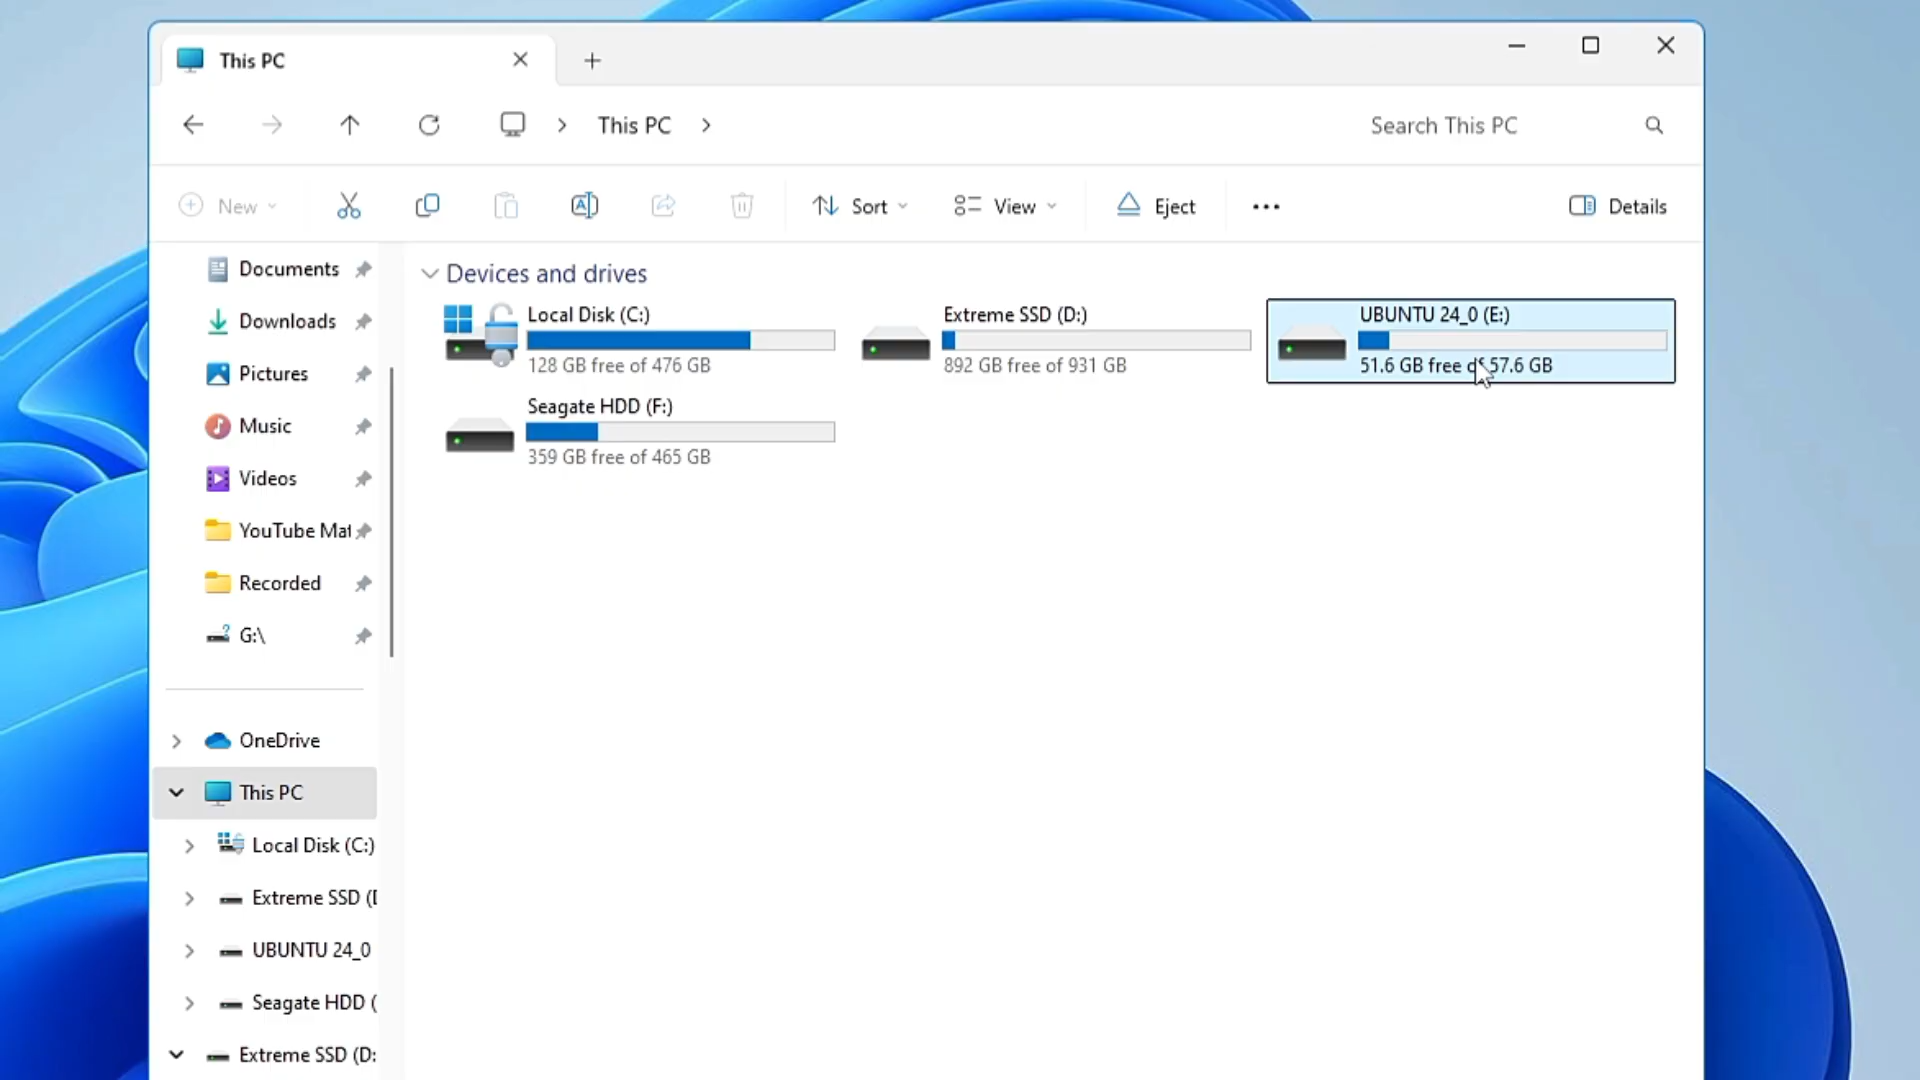 This PC
This PC
Search This PC
New
Sort
View
Eject
Details
Documents
Downloads
Pictures
Music
Videos
YouTube Mat
Recorded
G:\
OneDrive
This PC
Local Disk (C:)
Extreme SSD (D
UBUNTU 24_0
Seagate HDD (
Extreme SSD (D:
Devices and drives
Local Disk (C:)
128 GB free of 476 GB
Extreme SSD (D:)
892 GB free of 931 GB
UBUNTU 24_0 (E:)
51.6 GB free of 57.6 GB
Seagate HDD (F:)
359 GB free of 465 GB